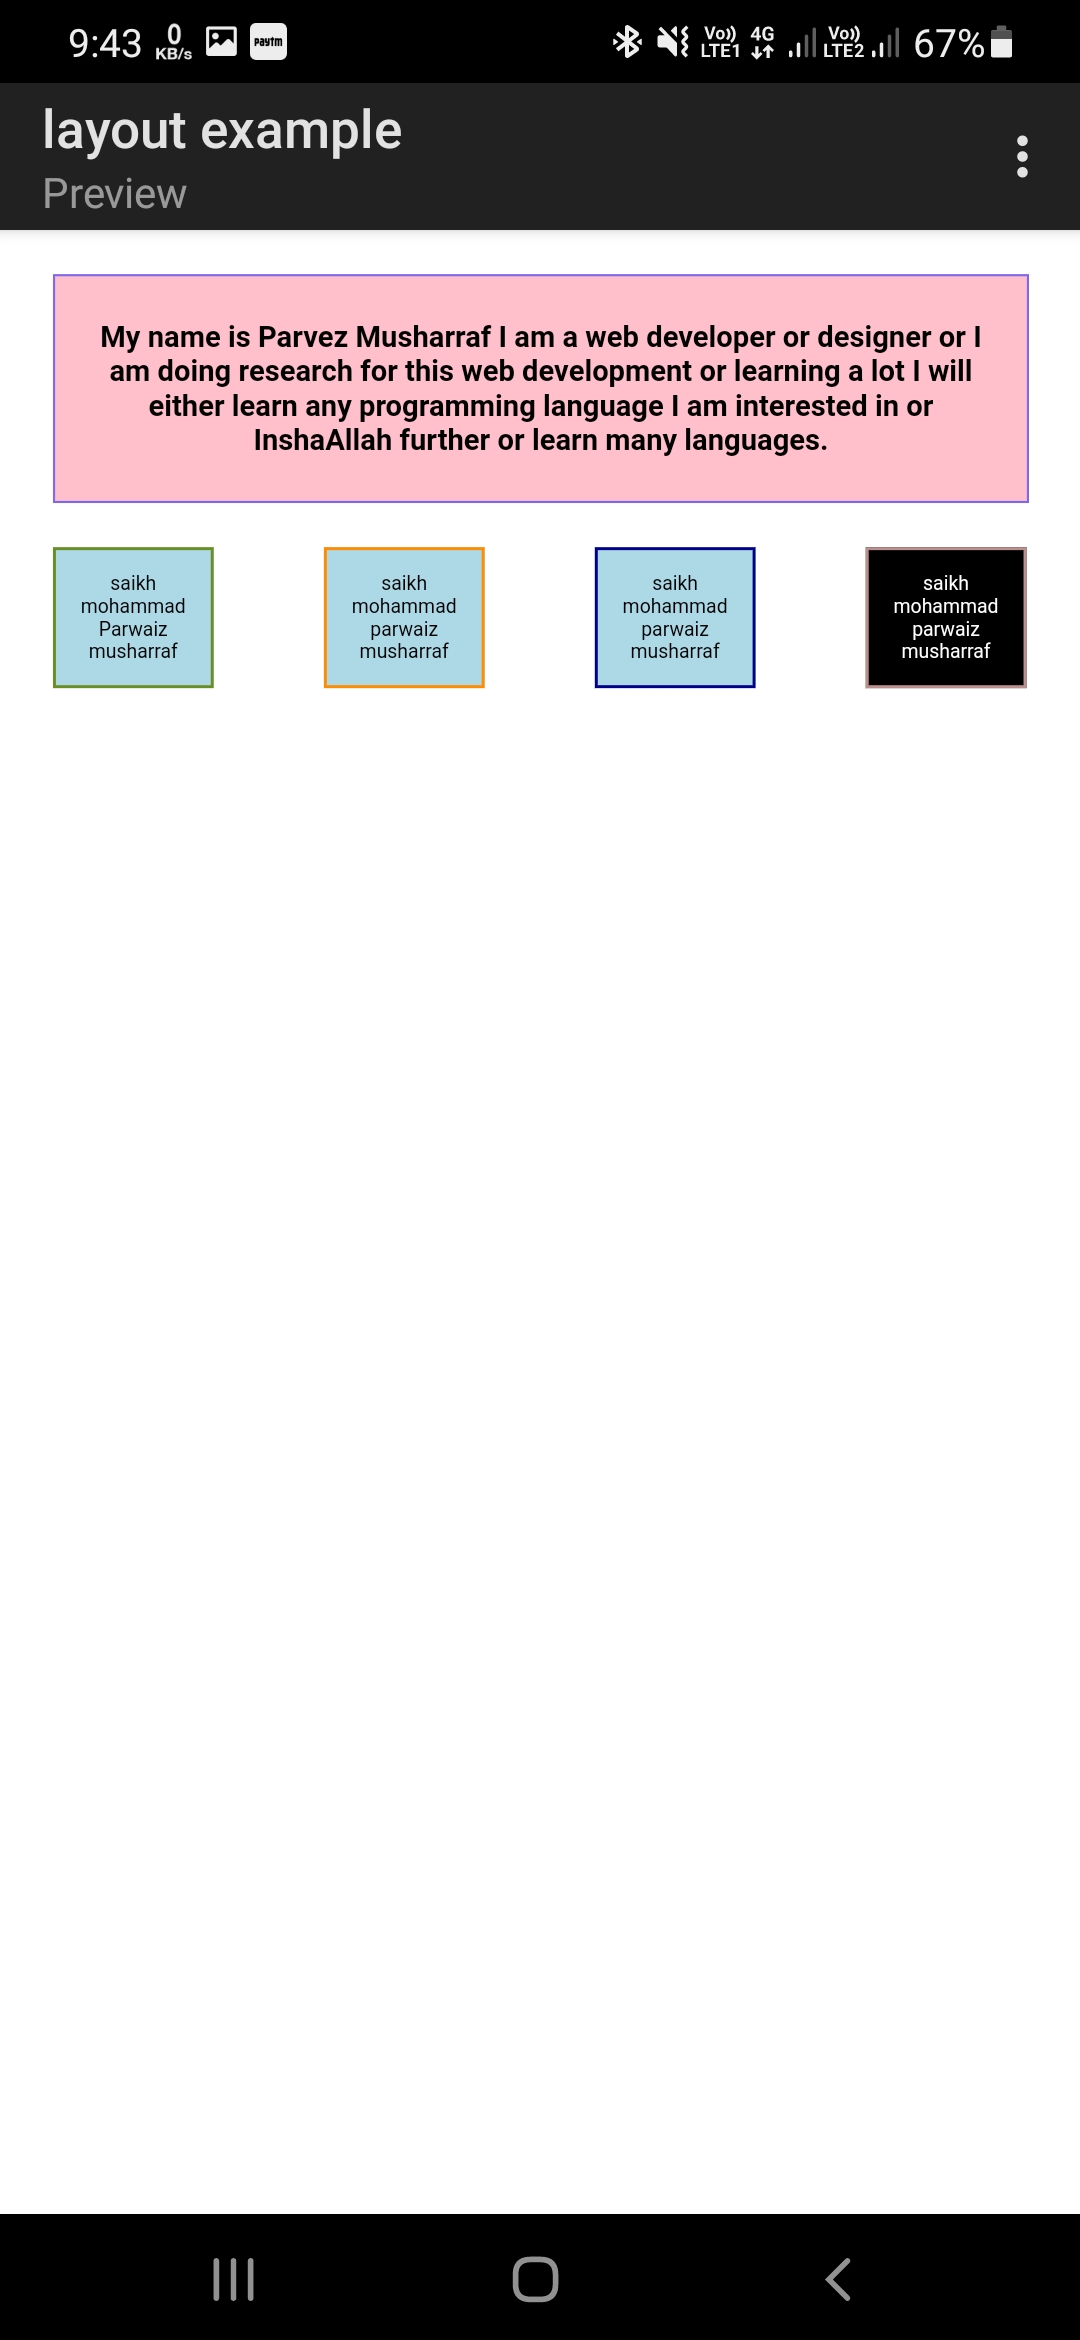 9:43 0 KB/s Paytm Vo)) LTE1 4G Vo)) LTE2 67%
layout example
Preview
My name is Parvez Musharraf I am a web developer or designer or I
am doing research for this web development or learning a lot I will
either learn any programming language I am interested in or
InshaAllah further or learn many languages.
saikh
mohammad
Parwaiz
musharraf
saikh
mohammad
parwaiz
musharraf
saikh
mohammad
parwaiz
musharraf
saikh
mohammad
parwaiz
musharraf